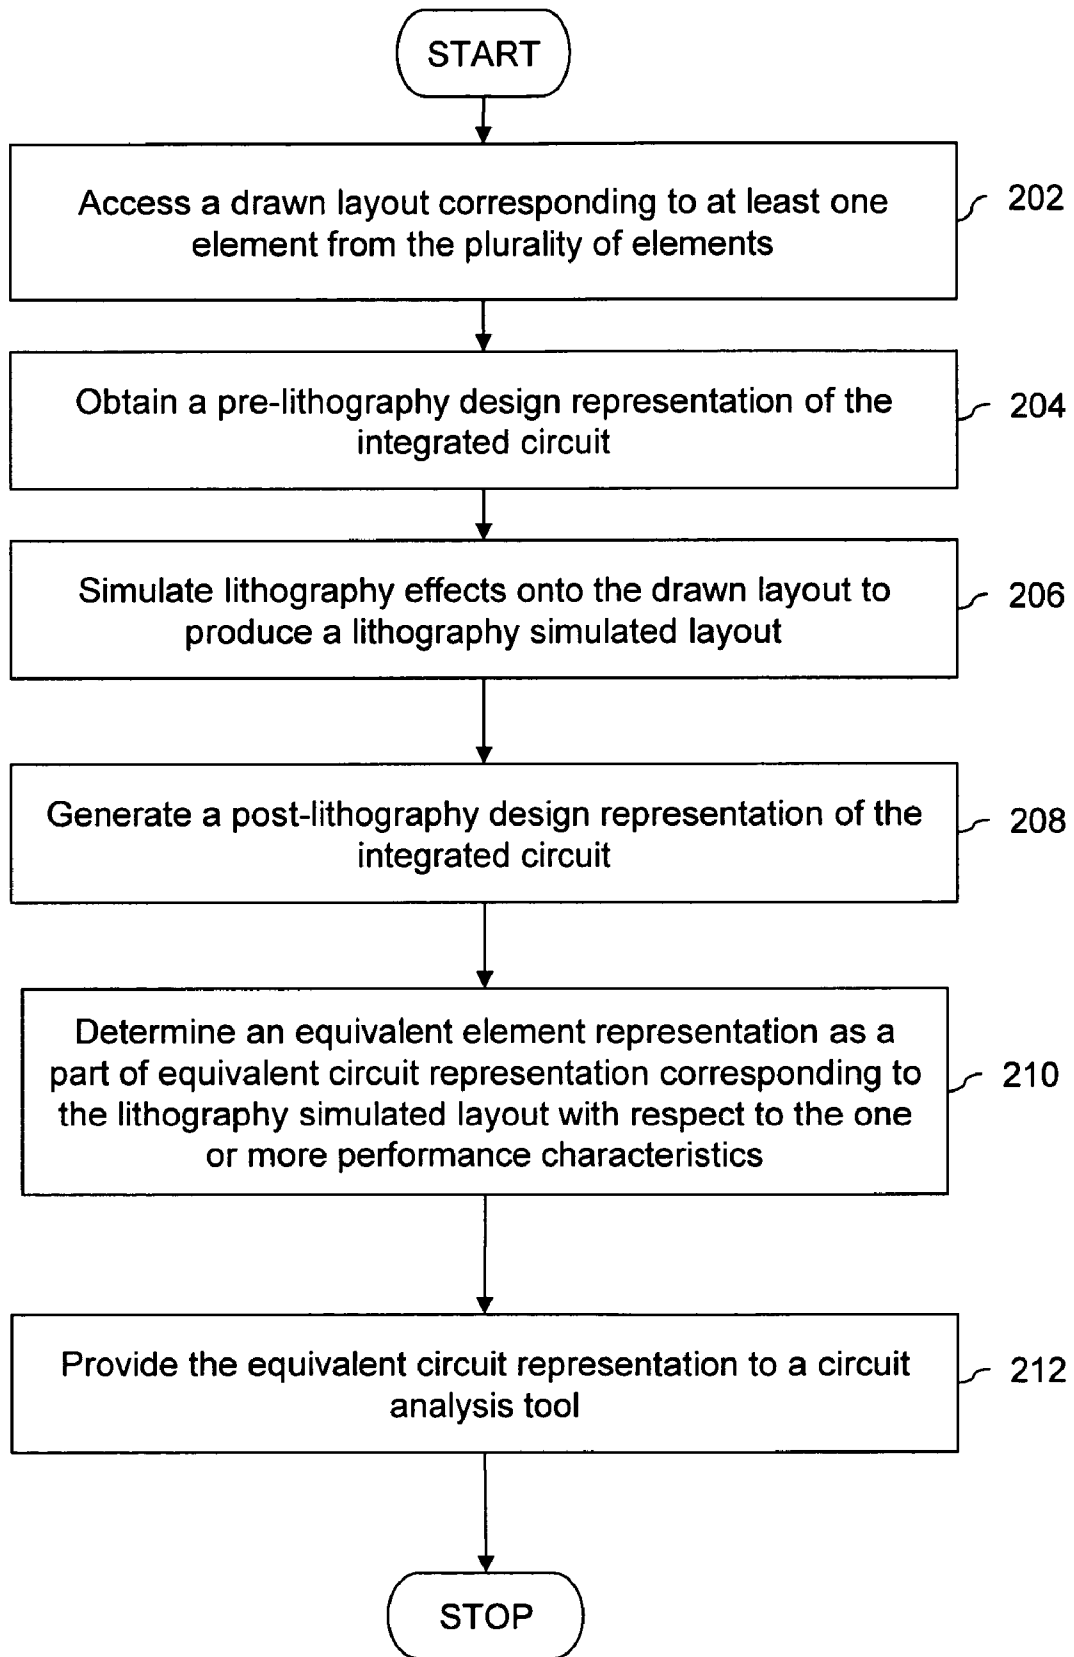 START
Access a drawn layout corresponding to at least one
element from the plurality of elements
202
Obtain a pre-lithography design representation of the
integrated circuit
204
Simulate lithography effects onto the drawn layout to
produce a lithography simulated layout
206
Generate a post-lithography design representation of the
integrated circuit
208
Determine an equivalent element representation as a
part of equivalent circuit representation corresponding to
the lithography simulated layout with respect to the one
or more performance characteristics
210
Provide the equivalent circuit representation to a circuit
analysis tool
212
STOP